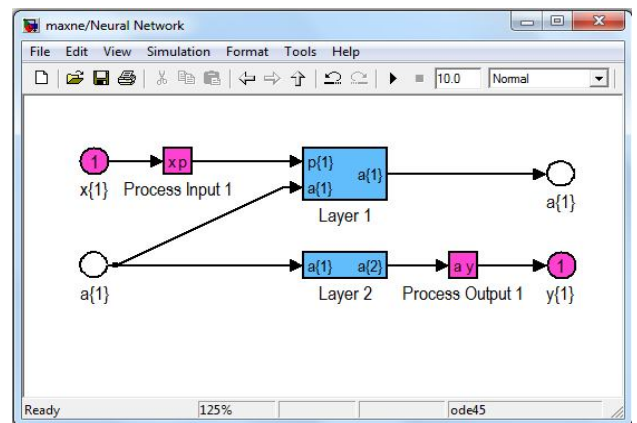 maxne/Neural Network
File Edit View Simulation Format Tools Help
10.0 Normal
1 x p p{1} a{1} a{1}
x{1} Process Input 1 Layer 1 a{1}
a{1} a{2} a y 1
a{1} Layer 2 Process Output 1 y{1}
Ready 125% ode45